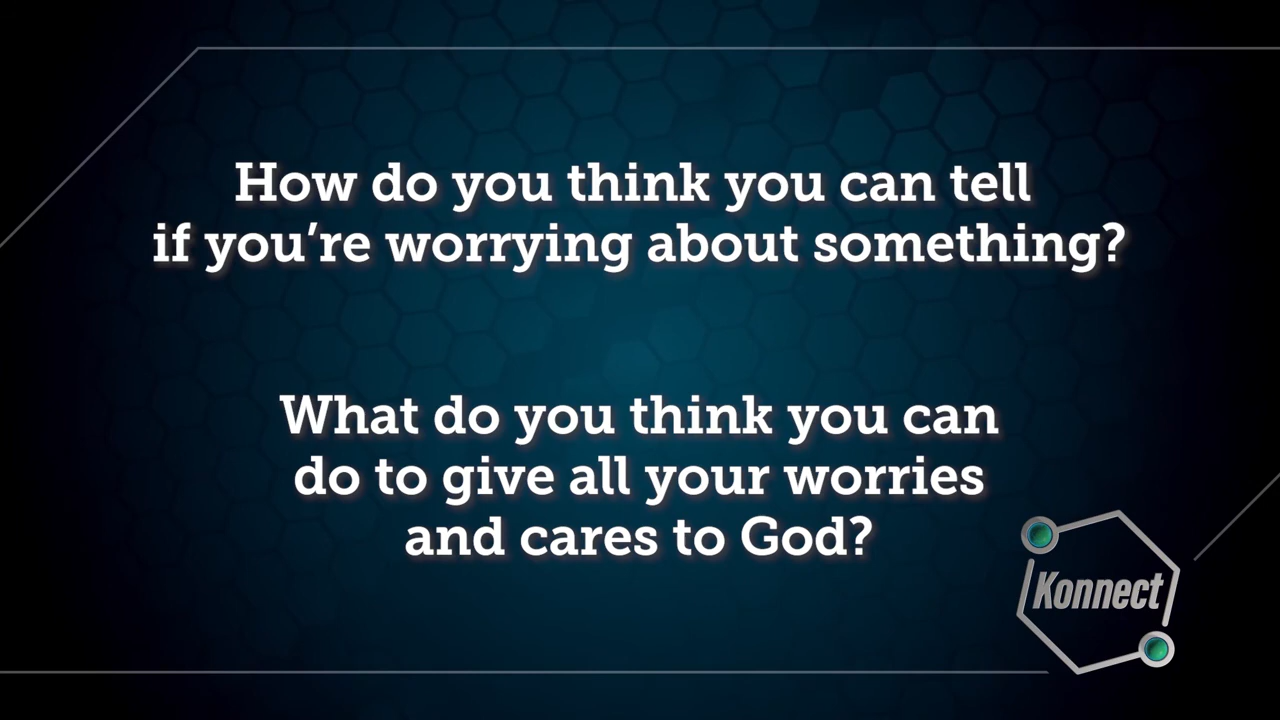 How do you think you can tell
if you’re worrying about something?
What do you think you can
do to give all your worries
and cares to God?
Konnect